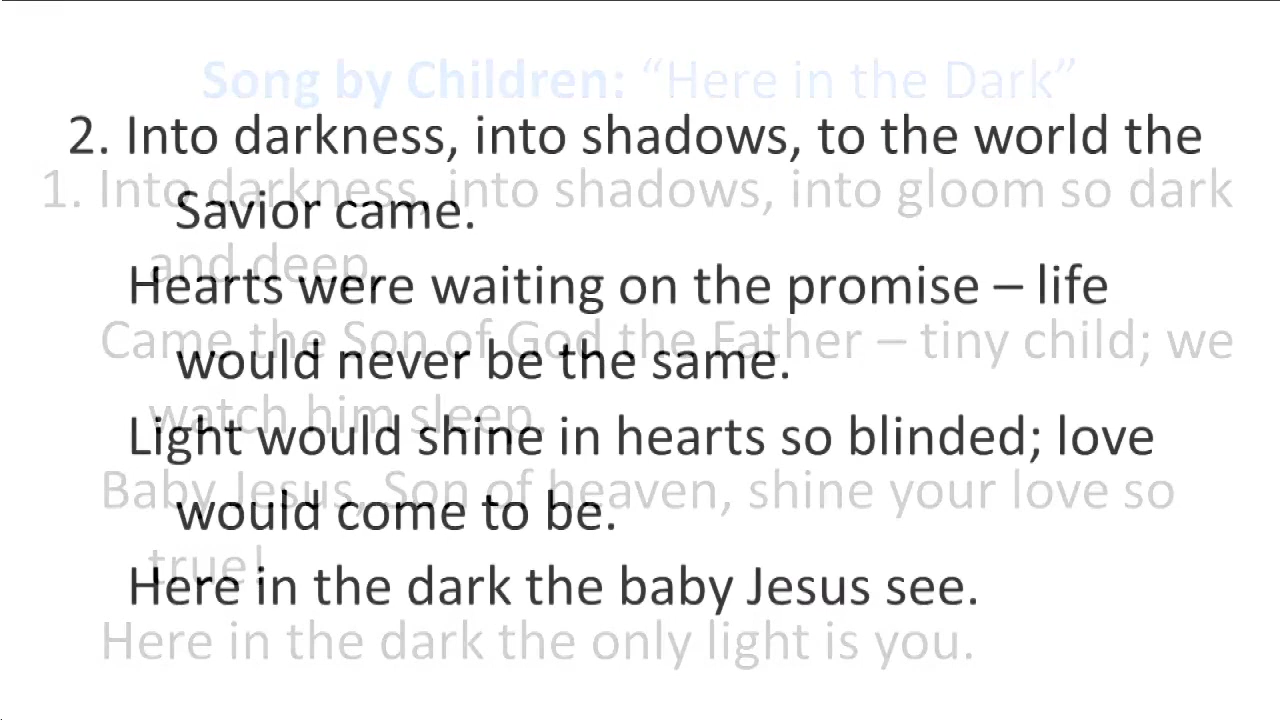 Song by Children: “Here in the Dark”
2. Into darkness, into shadows, to the world the
Savior came.
Hearts were waiting on the promise – life
would never be the same.
Light would shine in hearts so blinded; love
would come to be.
Here in the dark the baby Jesus see.
1. Into darkness, into shadows, into gloom so dark
and deep
Came the Son of God the Father – tiny child; we
watch him sleep.
Baby Jesus, Son of heaven, shine your love so
true!
Here in the dark the only light is you.